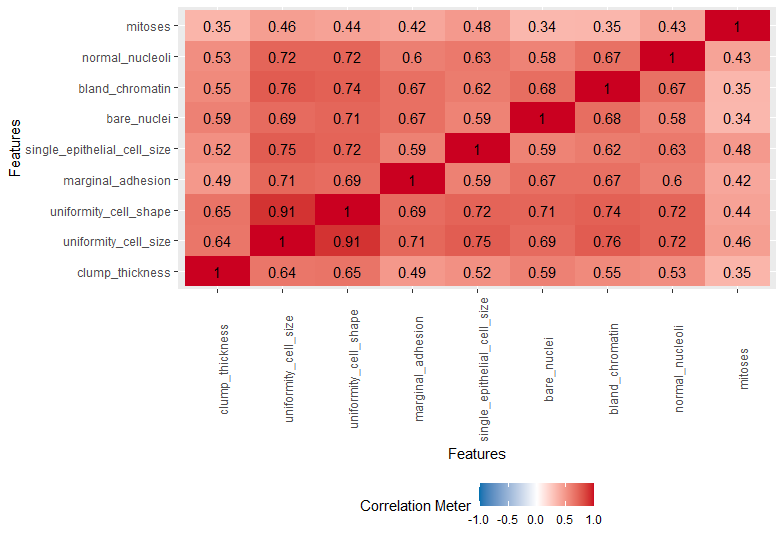 mitoses 0.35 0.46 0.44 0.42 0.48 0.34 0.35 0.43 1
normal_nucleoli 0.53 0.72 0.72 0.6 0.63 0.58 0.67 1 0.43
bland_chromatin 0.55 0.76 0.74 0.67 0.62 0.68 1 0.67 0.35
bare_nuclei 0.59 0.69 0.71 0.67 0.59 1 0.68 0.58 0.34
single_epithelial_cell_size 0.52 0.75 0.72 0.59 1 0.59 0.62 0.63 0.48
marginal_adhesion 0.49 0.71 0.69 1 0.59 0.67 0.67 0.6 0.42
uniformity_cell_shape 0.65 0.91 1 0.69 0.72 0.71 0.74 0.72 0.44
uniformity_cell_size 0.64 1 0.91 0.71 0.75 0.69 0.76 0.72 0.46
clump_thickness 1 0.64 0.65 0.49 0.52 0.59 0.55 0.53 0.35
Features
clump_thickness
uniformity_cell_size
uniformity_cell_shape
marginal_adhesion
single_epithelial_cell_size
bare_nuclei
bland_chromatin
normal_nucleoli
mitoses
Features
Correlation Meter
-1.0 -0.5 0.0 0.5 1.0